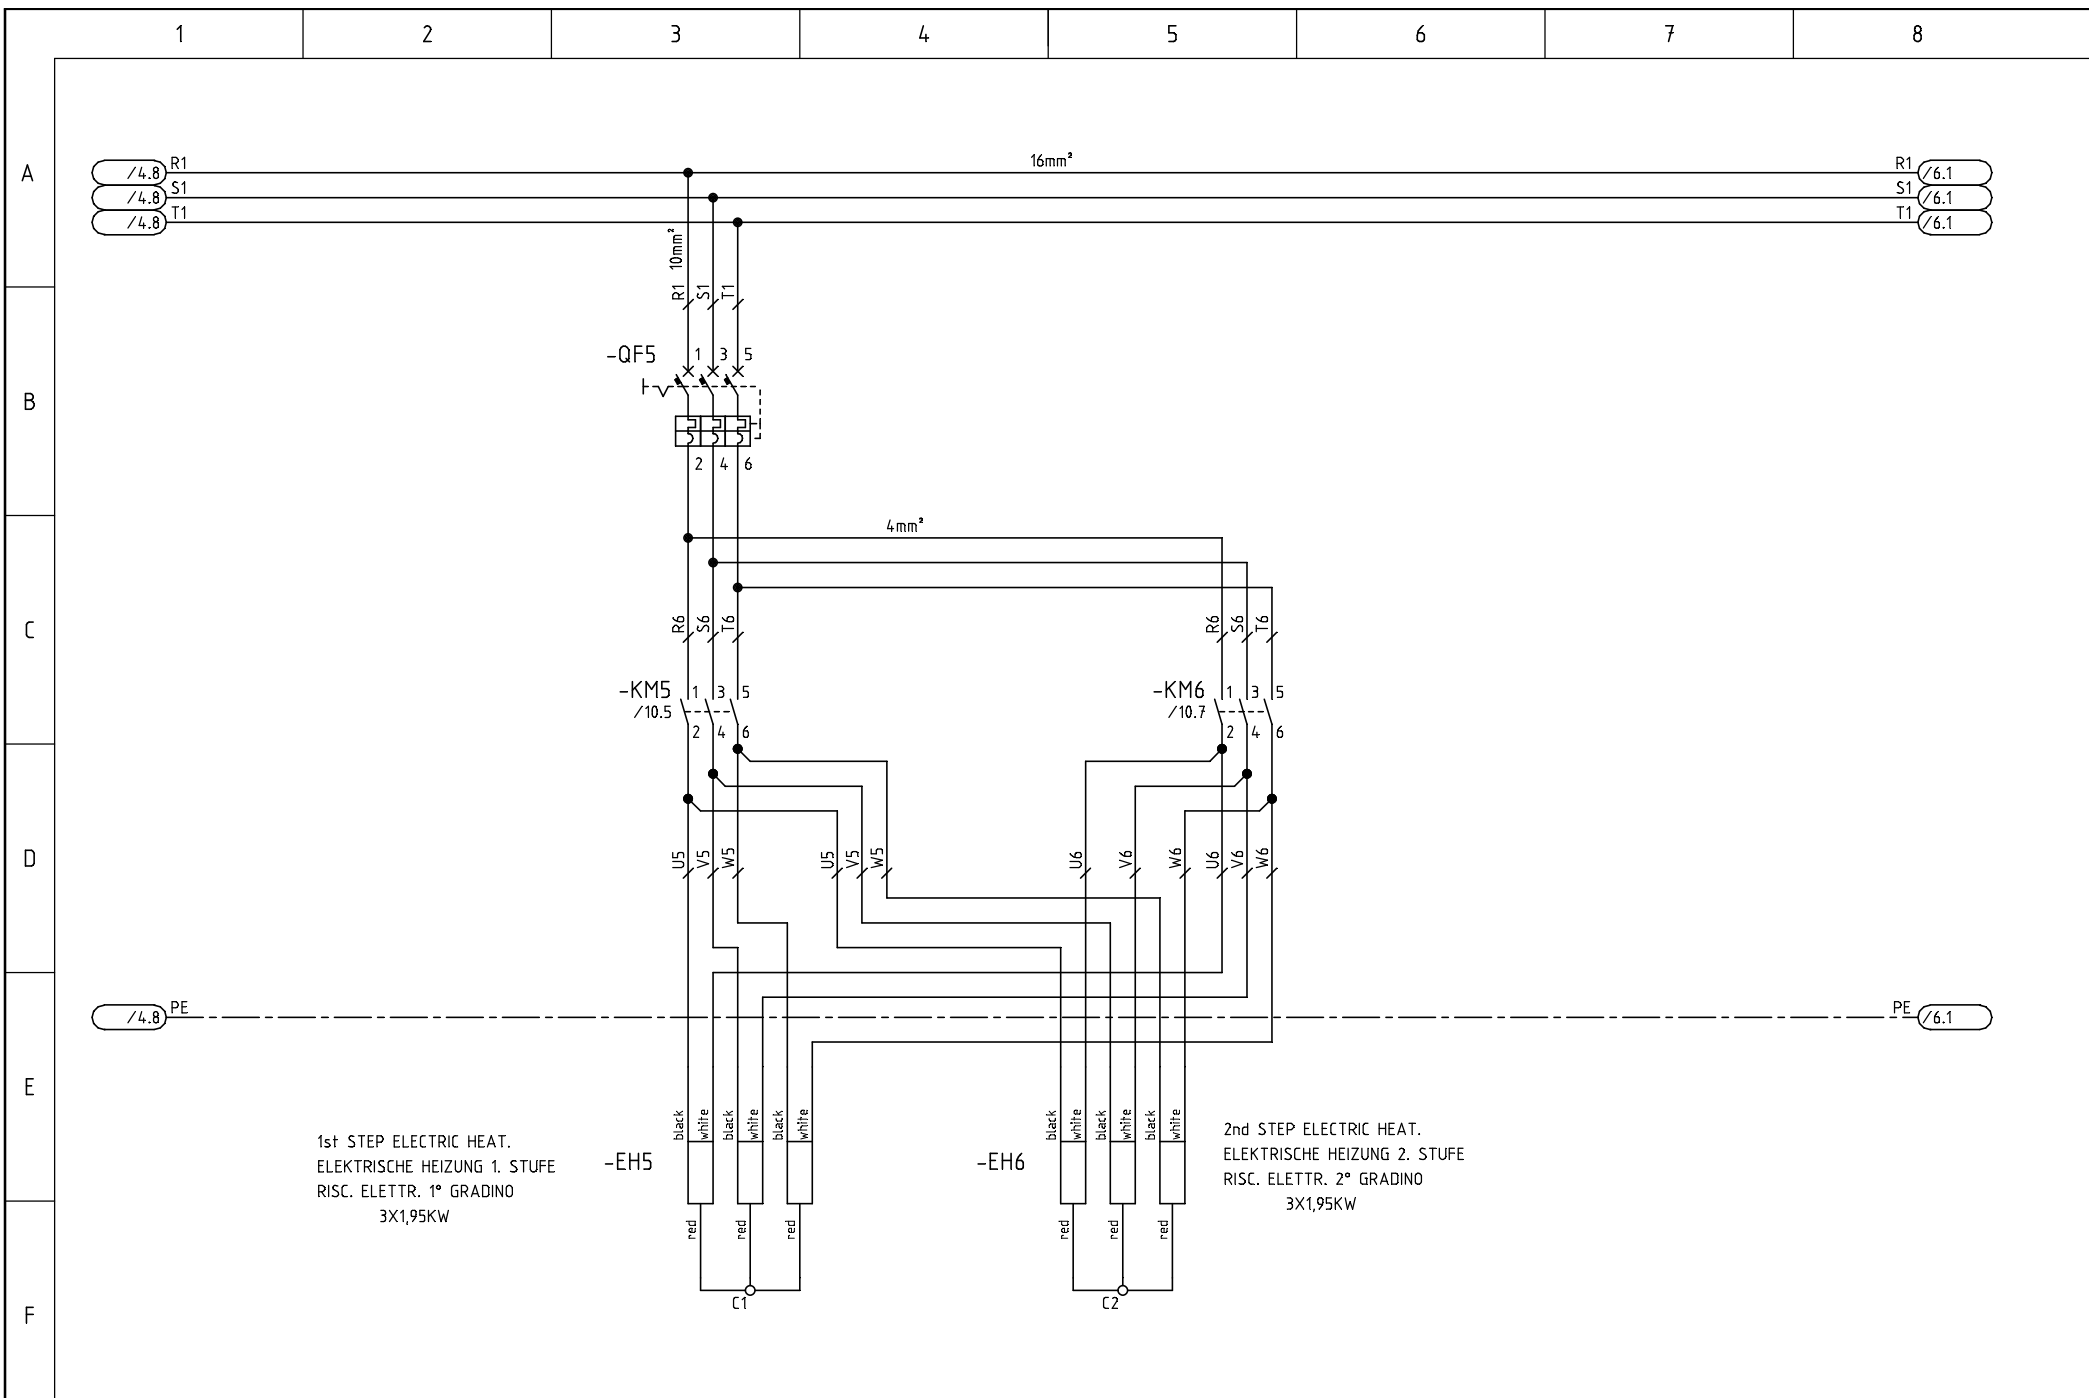 1 2 3 4 5 6 7 8
A
R1 16mm² R1
/4.8 /6.1
S1 S1
/4.8 /6.1
T1 T1
/4.8 /6.1
10mm²
R1 S1 T1
B
-QF5 1 3 5
2 4 6
4mm²
C
R6 S6 T6 R6 S6 T6
-KM5 1 3 5 -KM6 1 3 5
/10.5 /10.7
2 4 6 2 4 6
D
U5 V5 W5 U5 V5 W5 U6 V6 W6 U6 V6 W6
PE PE
/4.8 /6.1
E
black white black white black white black white black white black white
1st STEP ELECTRIC HEAT.
ELEKTRISCHE HEIZUNG 1. STUFE
RISC. ELETTR. 1° GRADINO
3X1,95KW
-EH5
-EH6
2nd STEP ELECTRIC HEAT.
ELEKTRISCHE HEIZUNG 2. STUFE
RISC. ELETTR. 2° GRADINO
3X1,95KW
red red red red red red
F
C1 C2